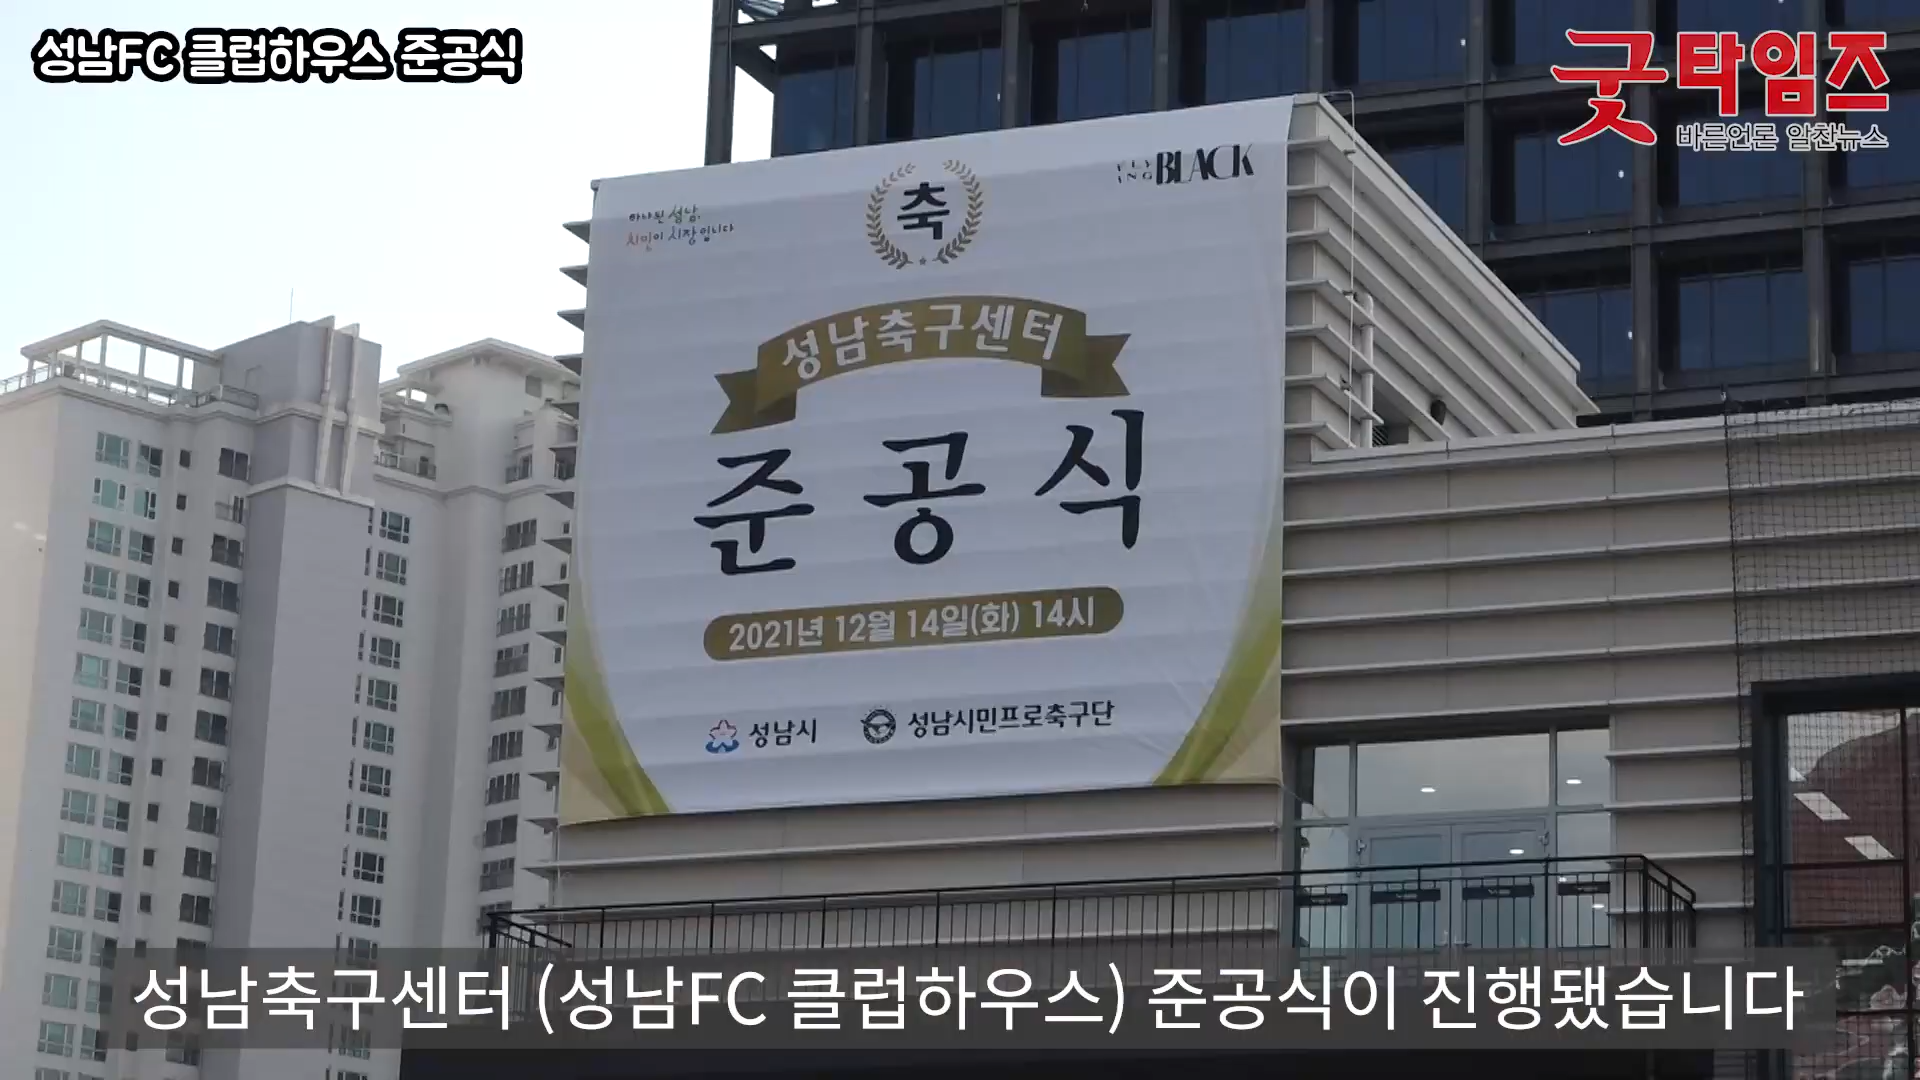 성남FC 클럽하우스 준공식
굿타임즈
바른언론 알찬뉴스
하나된 성남,
시민이 시장입니다
축
BLACK
성남축구센터
준공식
2021년 12월 14일(화) 14시
성남시
성남시민프로축구단
성남축구센터 (성남FC 클럽하우스) 준공식이 진행됐습니다